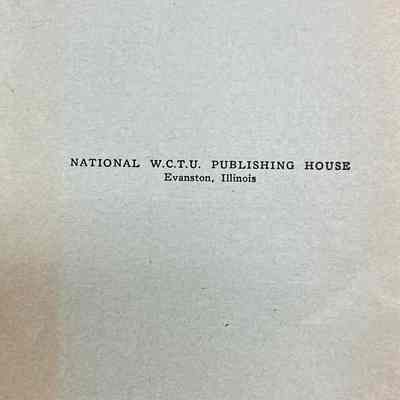 NATIONAL W.C.T.U. PUBLISHING HOUSE
Evanston, Illinois